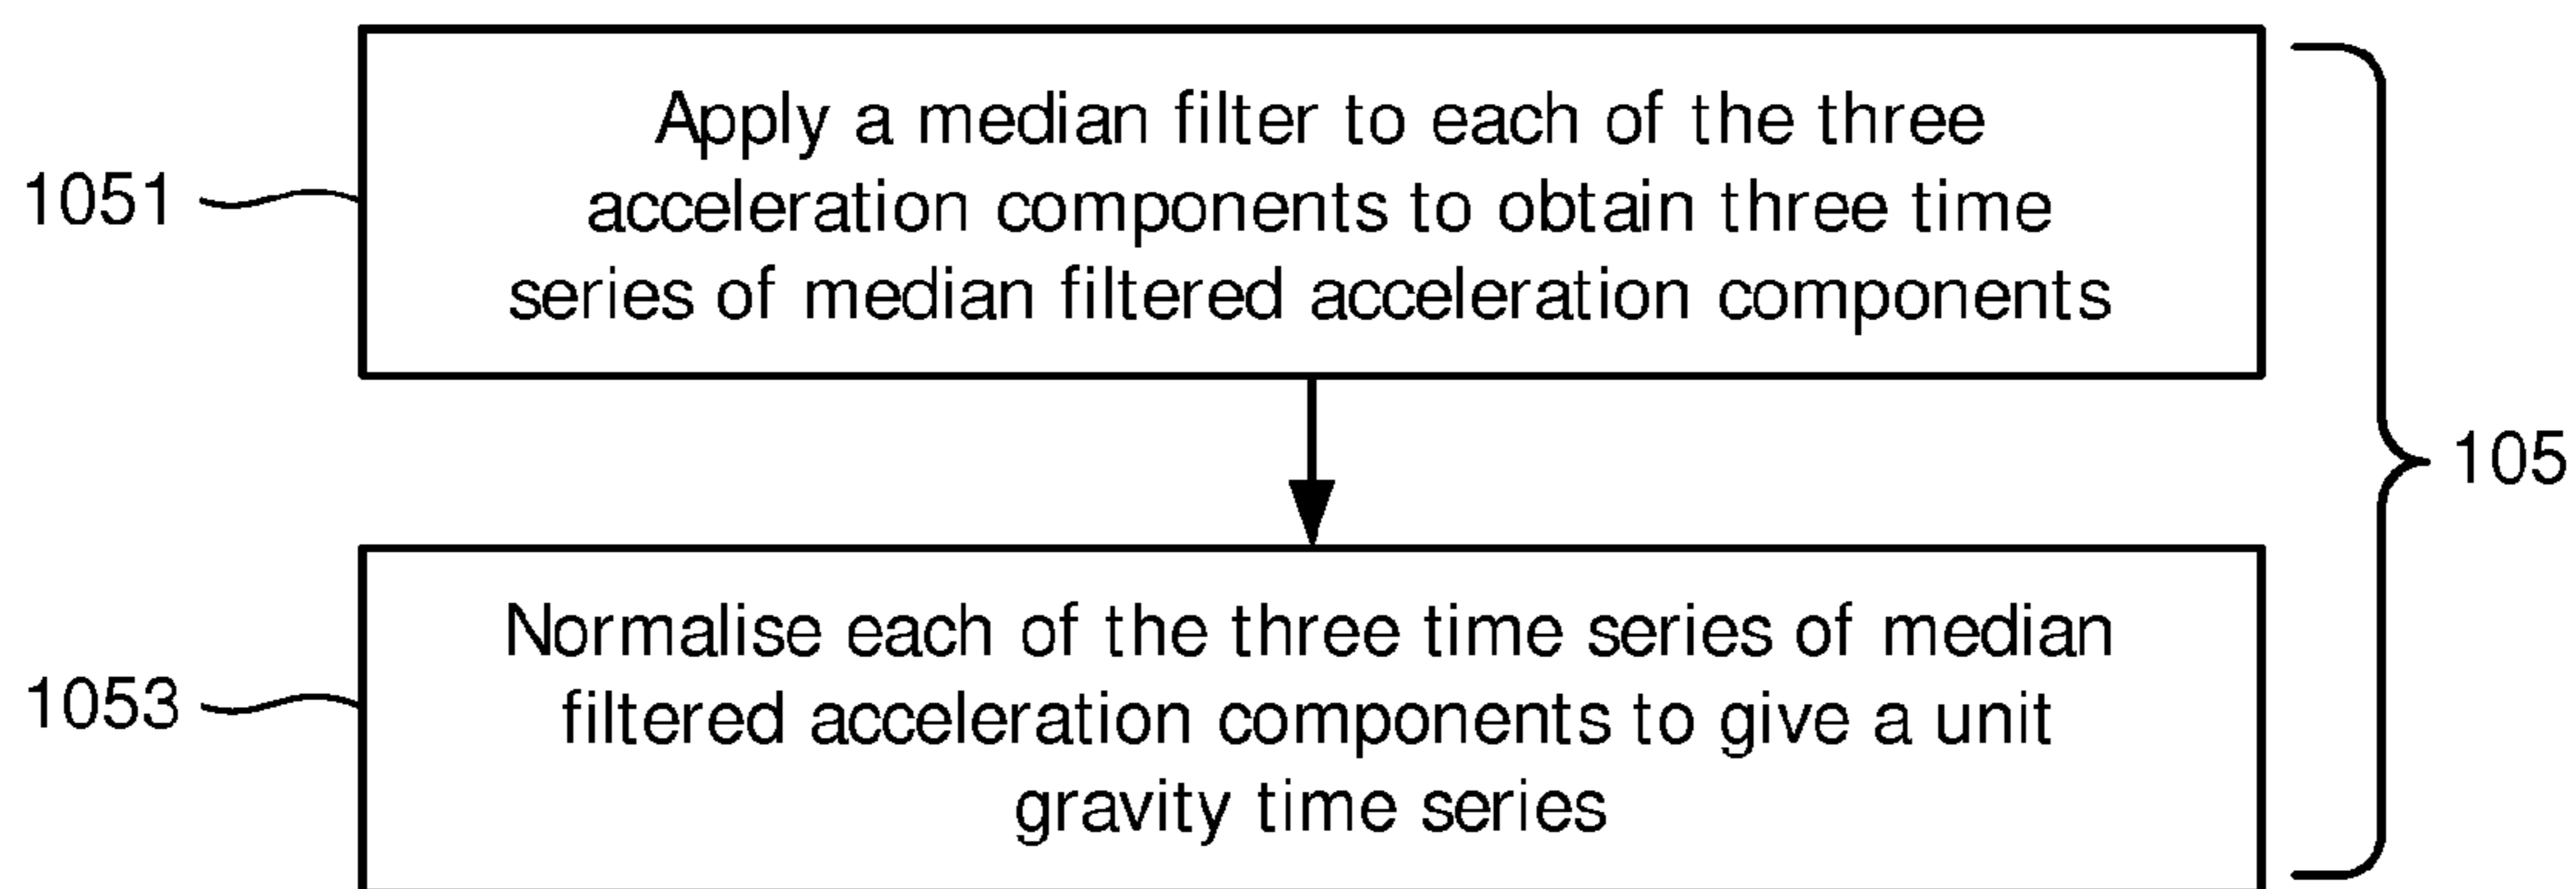 Apply a median filter to each of the three
acceleration components to obtain three time
series of median filtered acceleration components
1051
105
Normalise each of the three time series of median
filtered acceleration components to give a unit
gravity time series
1053